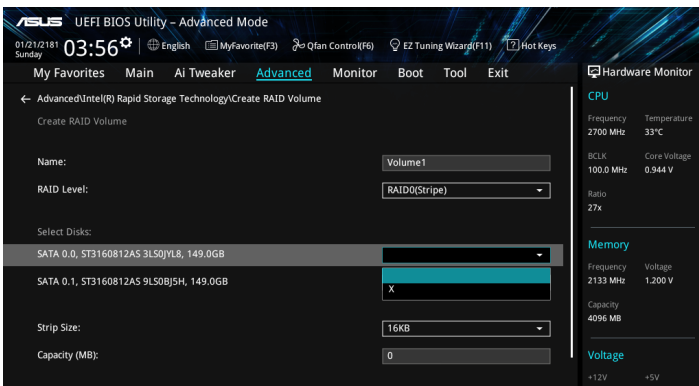 ASUS UEFI BIOS Utility – Advanced Mode
01/21/2181 Sunday 03:56 English MyFavorite(F3) Qfan Control(F6) EZ Tuning Wizard(F11) ? Hot Keys
My Favorites Main Ai Tweaker Advanced Monitor Boot Tool Exit
← Advanced\Intel(R) Rapid Storage Technology\Create RAID Volume
Create RAID Volume
Name: Volume1
RAID Level: RAID0(Stripe)
Select Disks:
SATA 0.0, ST3160812AS 3LS0JYL8, 149.0GB
X
SATA 0.1, ST3160812AS 9LS0BJ5H, 149.0GB
Strip Size: 16KB
Capacity (MB): 0
Hardware Monitor
CPU
Frequency Temperature
2700 MHz 33°C
BCLK Core Voltage
100.0 MHz 0.944 V
Ratio
27x
Memory
Frequency Voltage
2133 MHz 1.200 V
Capacity
4096 MB
Voltage
+12V +5V